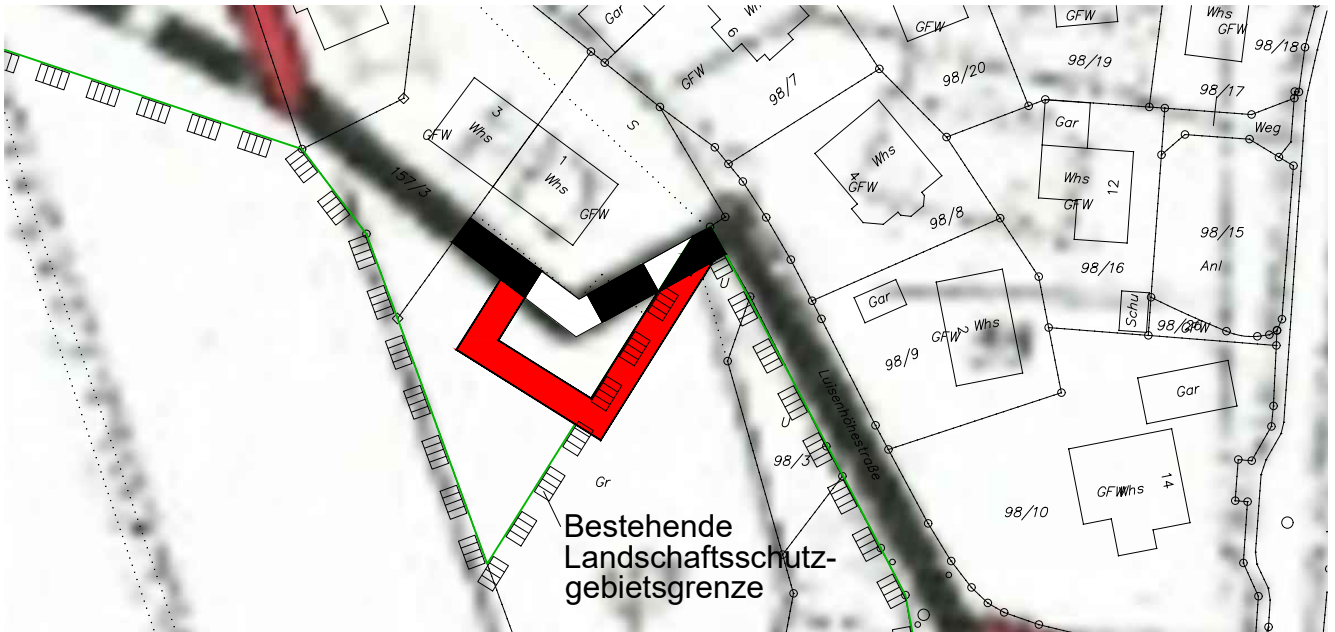 Gar
6
GFW
Whs
GFW
98/18
98/20
GFW
98/19
98/17
GFW
98/7
3
Whs
GFW
S
Gar
Weg
1
Whs
GFW
157/3
Whs
4
GFW
Whs
12
GFW
98/8
98/15
Anl
98/16
Gar
Schu
GFW
2
Whs
98/9
Luisenhöhestraße
Gar
98/3
Gr
GFW
Whs
14
98/10
Bestehende
Landschaftsschutz-
gebietsgrenze